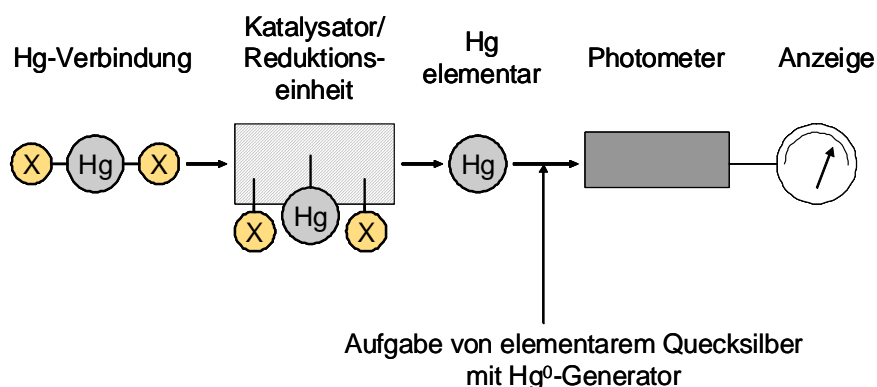 Hg-Verbindung
Katalysator/
Reduktions-
einheit
Hg
elementar
Photometer
Anzeige
X
Hg
X
X
Hg
X
Hg
Aufgabe von elementarem Quecksilber
mit Hg⁰-Generator